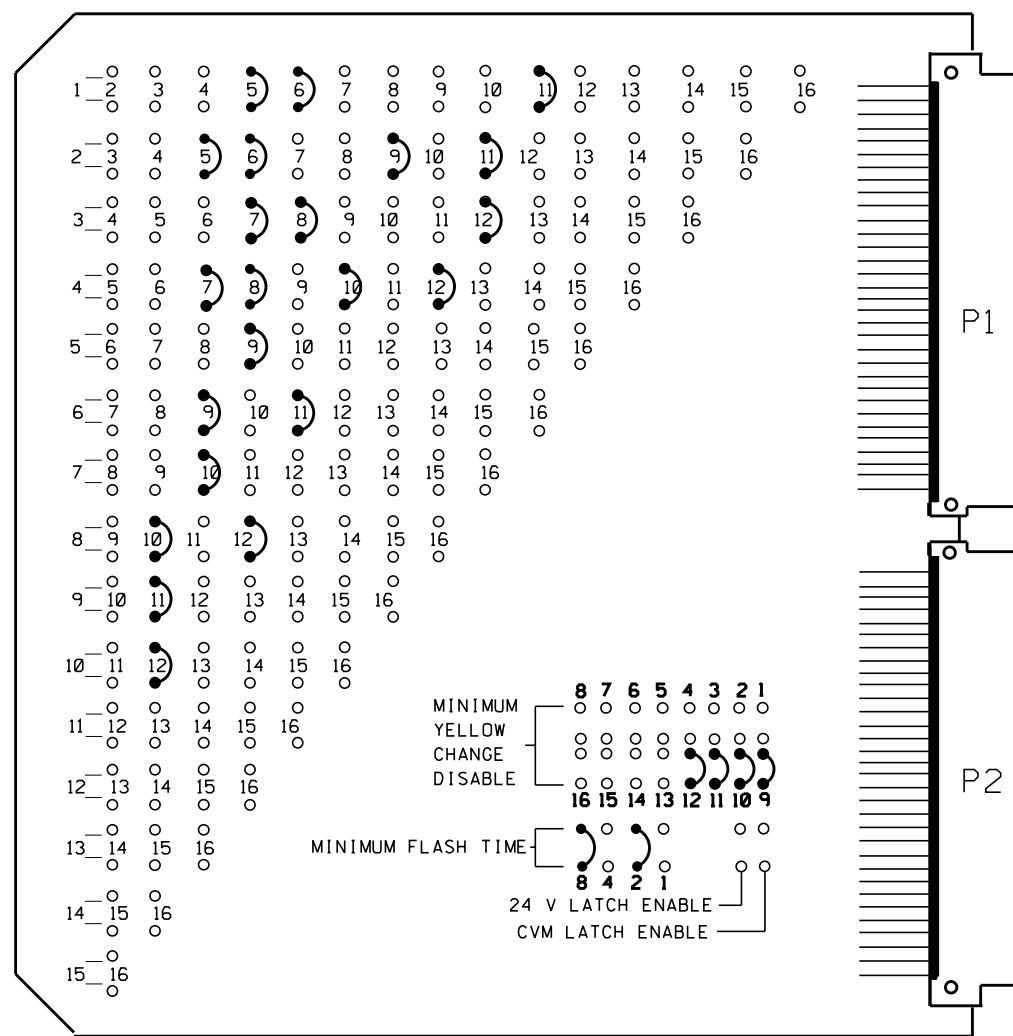 1 2 3 4 5 6 7 8 9 10 11 12 13 14 15 16
2 3 4 5 6 7 8 9 10 11 12 13 14 15 16
3 4 5 6 7 8 9 10 11 12 13 14 15 16
4 5 6 7 8 9 10 11 12 13 14 15 16
5 6 7 8 9 10 11 12 13 14 15 16
6 7 8 9 10 11 12 13 14 15 16
7 8 9 10 11 12 13 14 15 16
8 9 10 11 12 13 14 15 16
9 10 11 12 13 14 15 16
10 11 12 13 14 15 16
11 12 13 14 15 16
12 13 14 15 16
13 14 15 16
14 15 16
15 16
P1
P2
8 7 6 5 4 3 2 1
MINIMUM
YELLOW
CHANGE
DISABLE
16 15 14 13 12 11 10 9
MINIMUM FLASH TIME
8 4 2 1
24 V LATCH ENABLE
CVM LATCH ENABLE